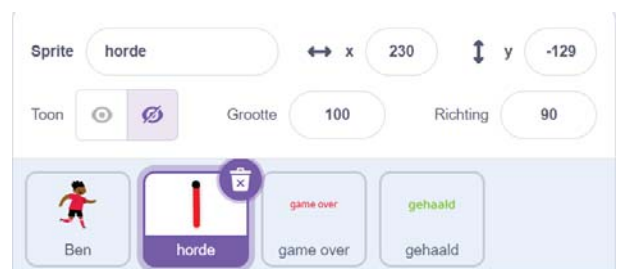 Sprite horde x 230 y -129
Toon Grootte 100 Richting 90
game over gehaald
Ben horde game over gehaald